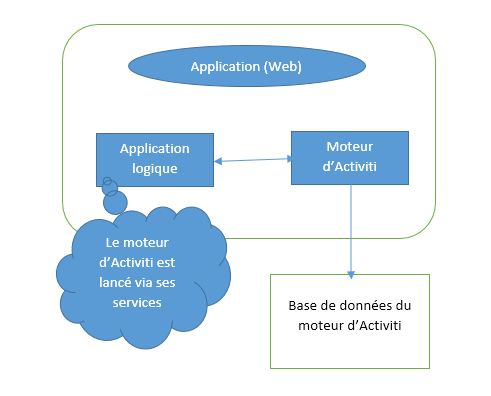 Application (Web)
Application
logique
Moteur
d'Activiti
Le moteur
d'Activiti est
lancé via ses
services
Base de données du
moteur d'Activiti